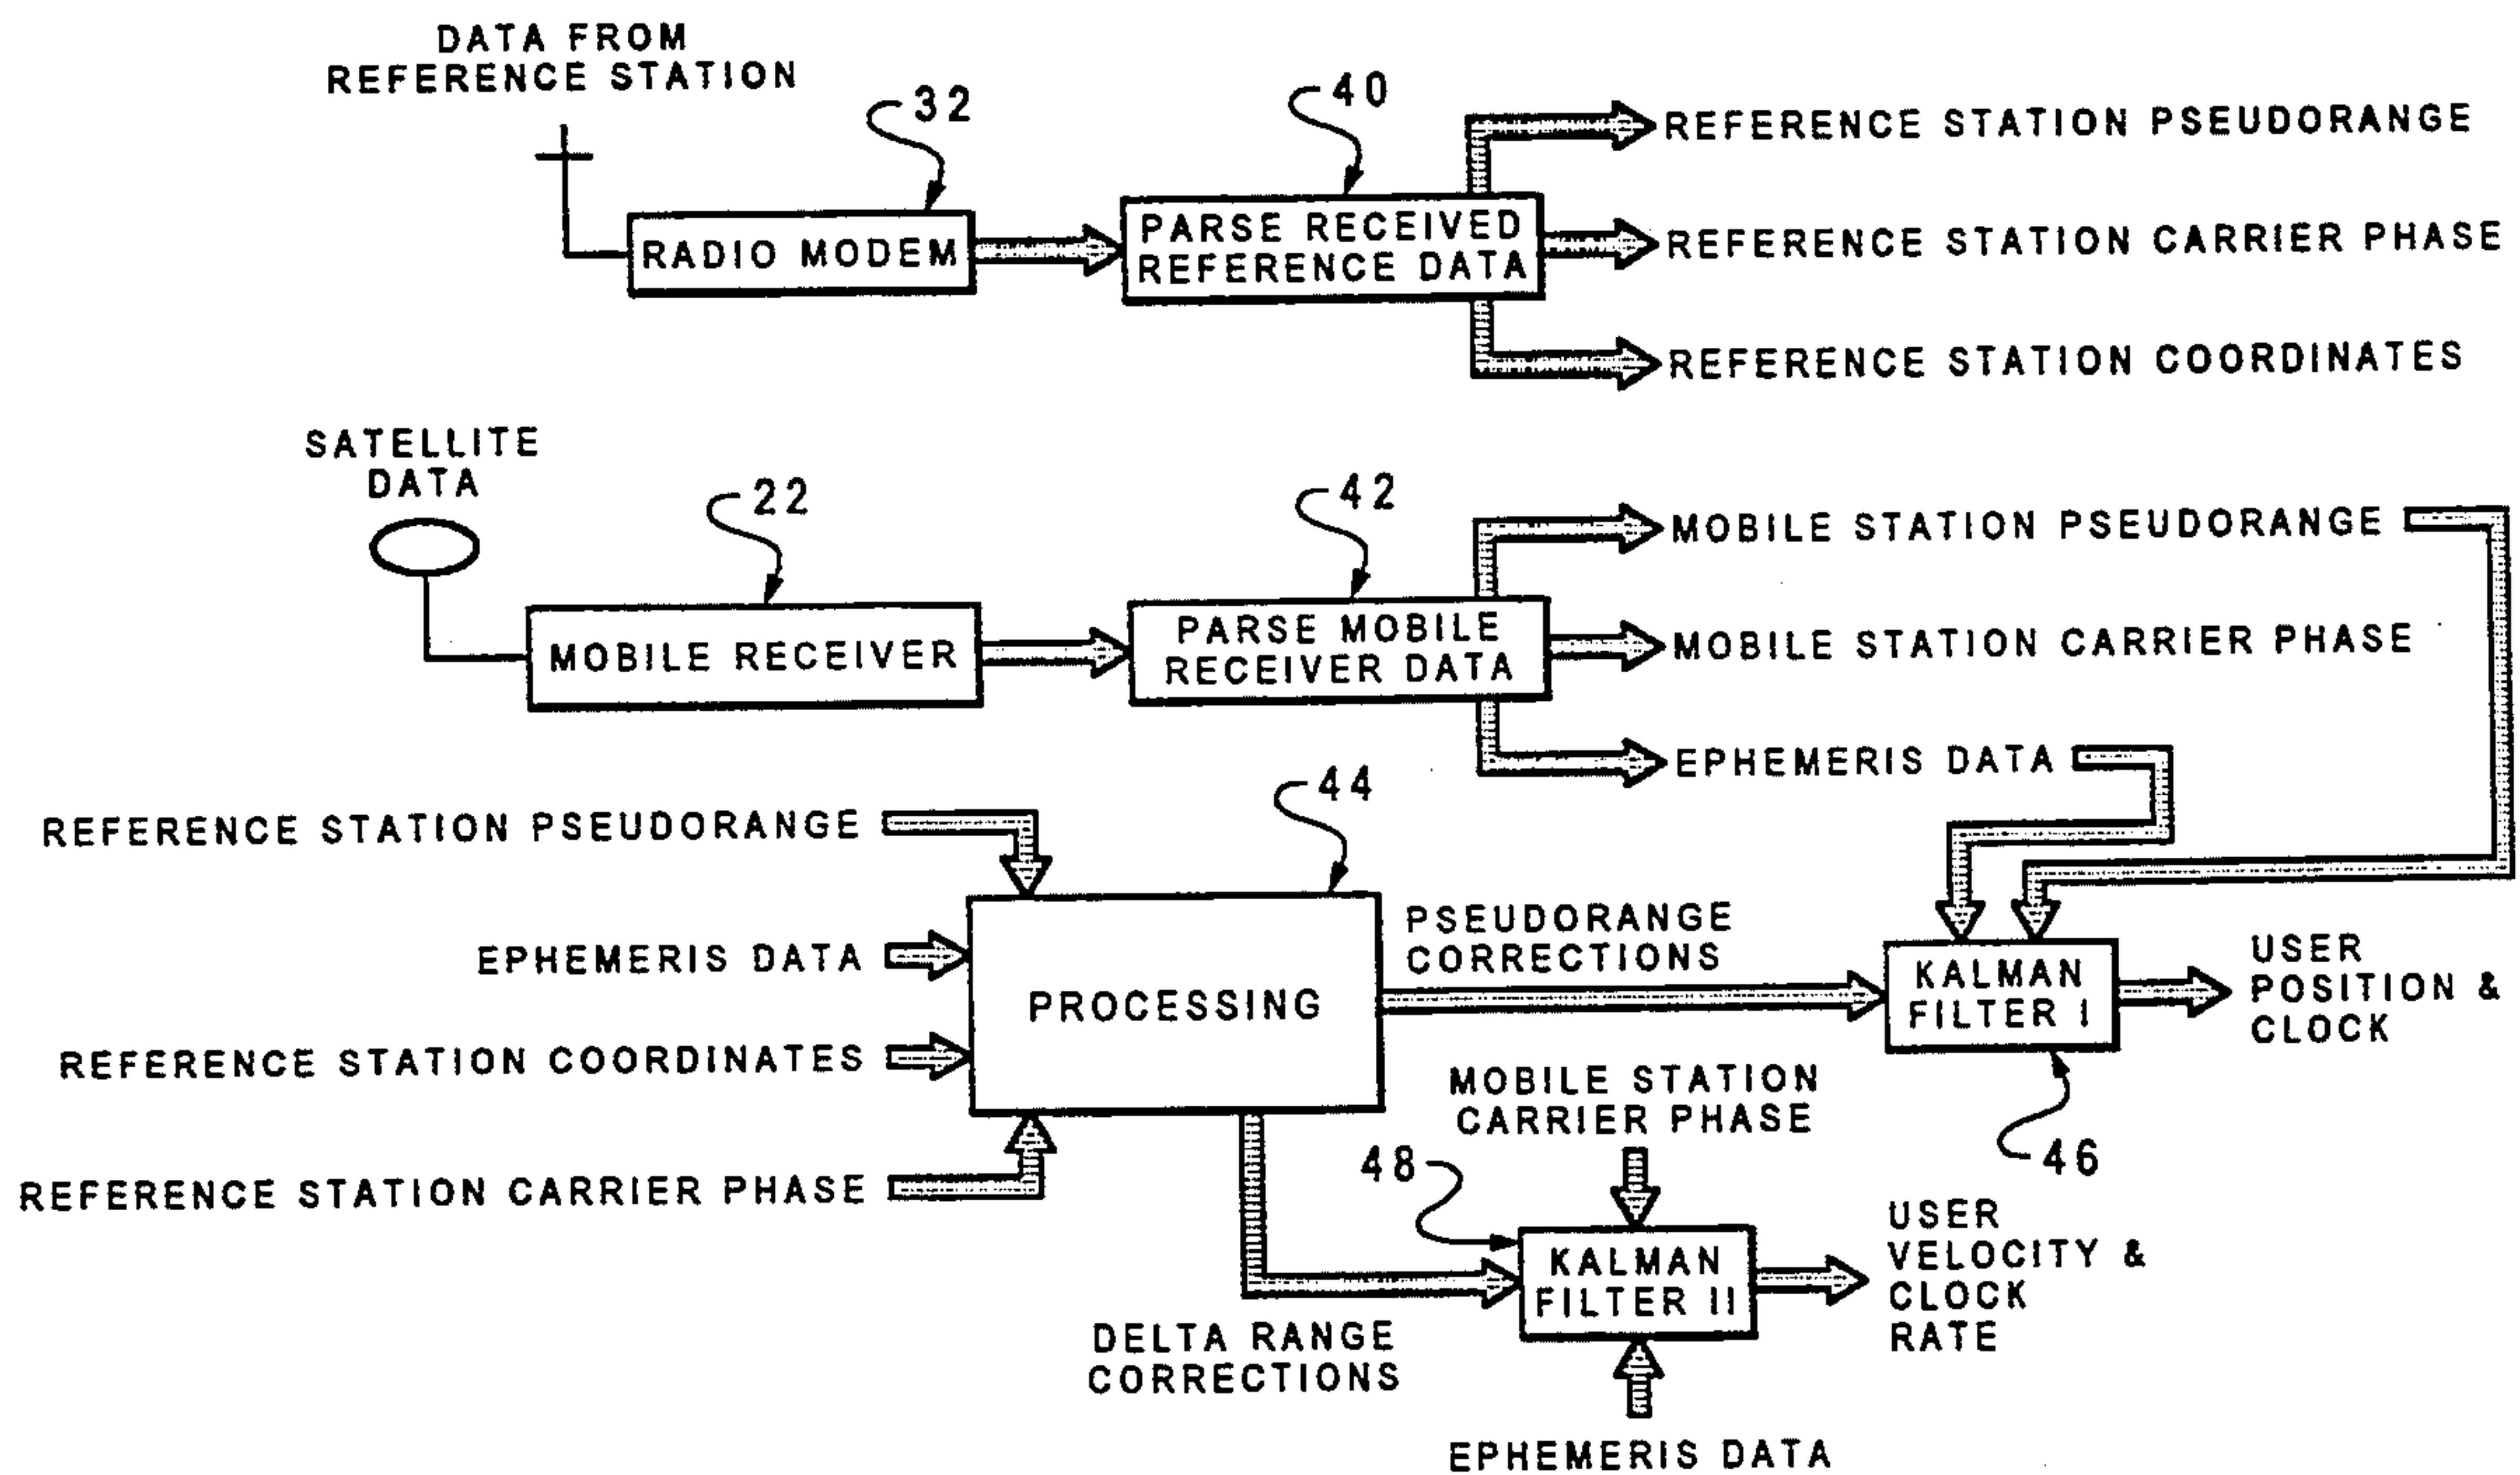 DATA FROM
REFERENCE STATION
32
40
REFERENCE STATION PSEUDORANGE
RADIO MODEM
PARSE RECEIVED
REFERENCE DATA
REFERENCE STATION CARRIER PHASE
REFERENCE STATION COORDINATES
SATELLITE
DATA
22
42
MOBILE STATION PSEUDORANGE
MOBILE RECEIVER
PARSE MOBILE
RECEIVER DATA
MOBILE STATION CARRIER PHASE
EPHEMERIS DATA
44
REFERENCE STATION PSEUDORANGE
EPHEMERIS DATA
REFERENCE STATION COORDINATES
REFERENCE STATION CARRIER PHASE
PROCESSING
PSEUDORANGE
CORRECTIONS
KALMAN
FILTER I
USER
POSITION &
CLOCK
46
MOBILE STATION
CARRIER PHASE
48
KALMAN
FILTER II
USER
VELOCITY &
CLOCK
RATE
DELTA RANGE
CORRECTIONS
EPHEMERIS DATA